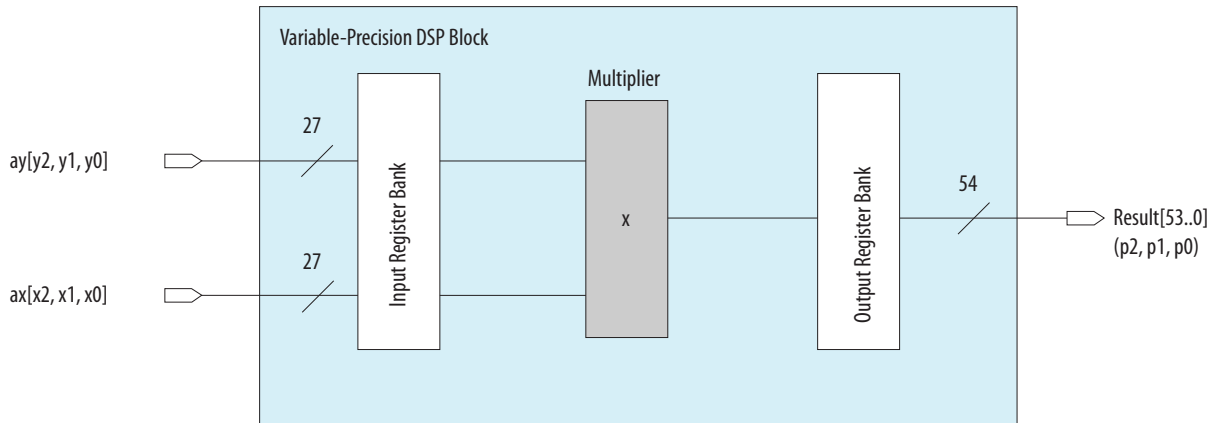 Variable-Precision DSP Block
Multiplier
27
ay[y2, y1, y0]
Input Register Bank
x
Output Register Bank
54
Result[53..0]
(p2, p1, p0)
27
ax[x2, x1, x0]